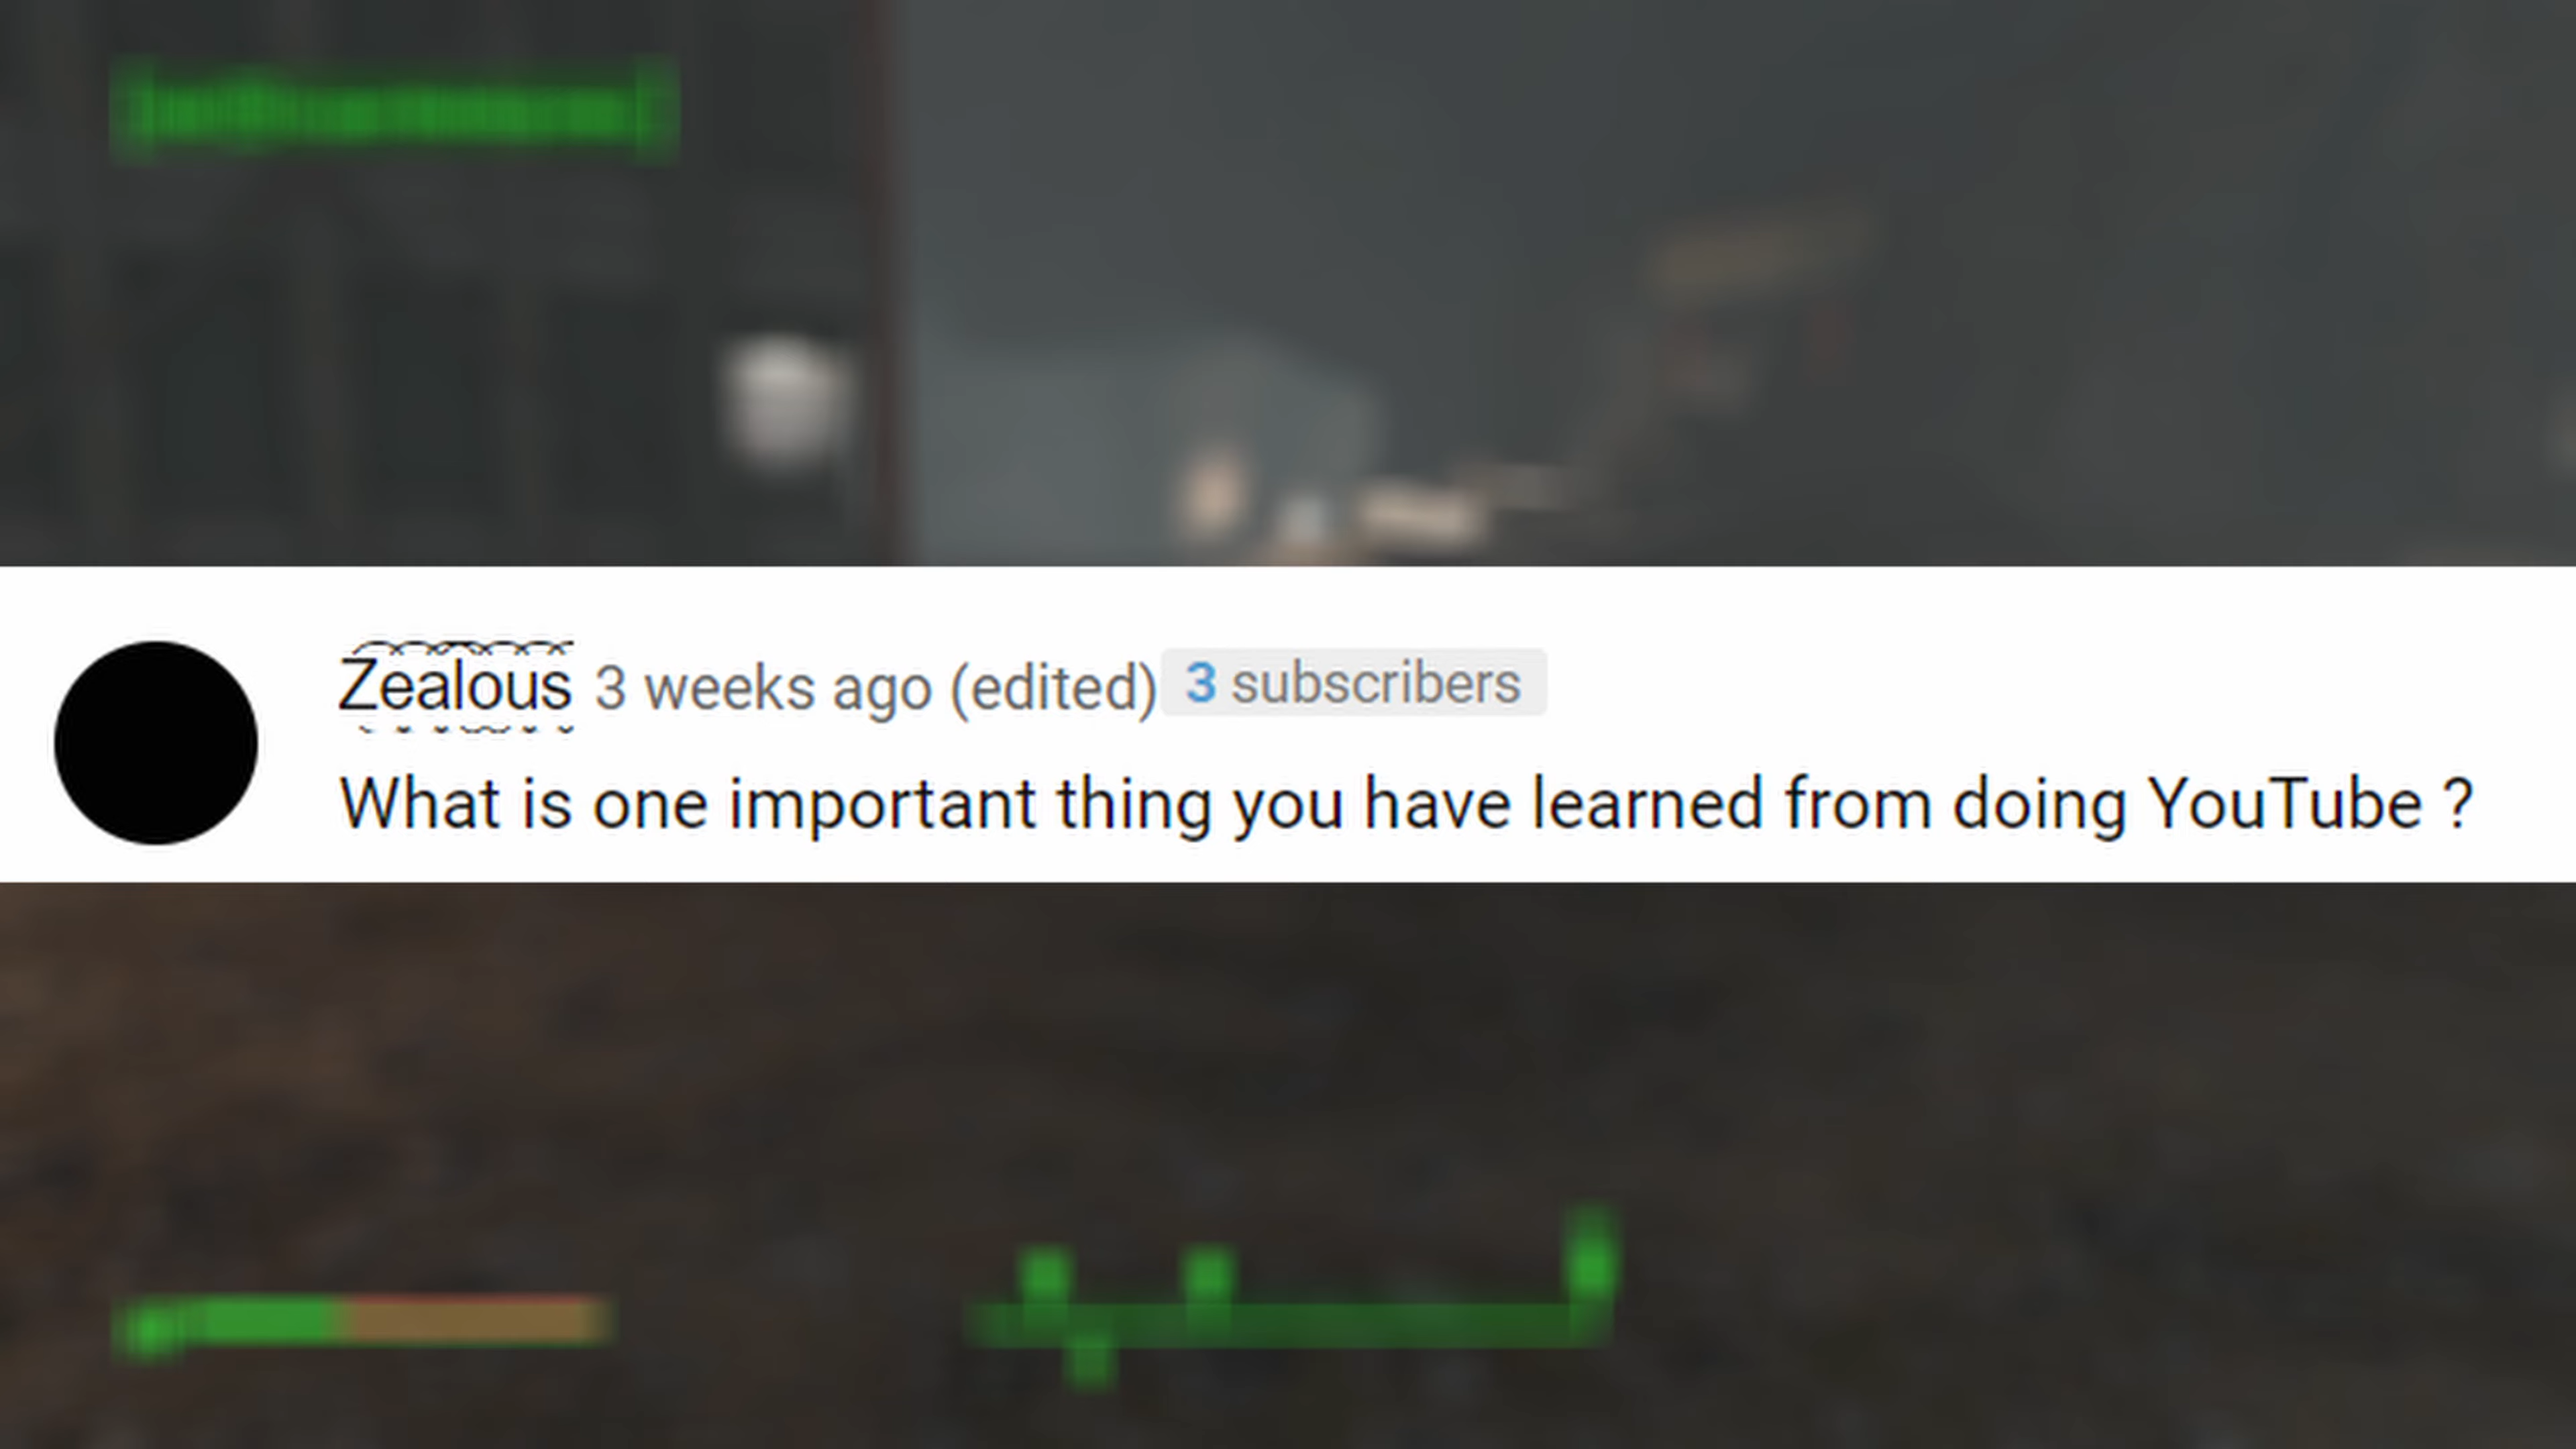 Zealous 3 weeks ago (edited) 3 subscribers
What is one important thing you have learned from doing YouTube ?